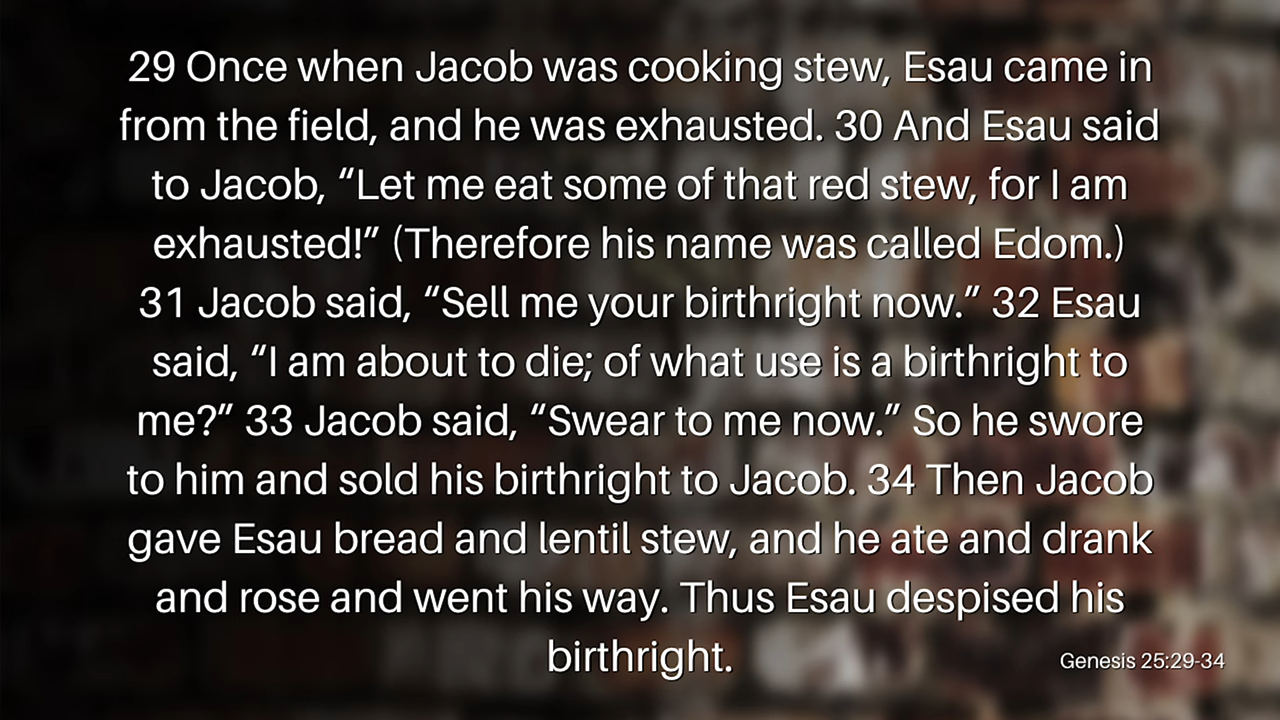 29 Once when Jacob was cooking stew, Esau came in
from the field, and he was exhausted. 30 And Esau said
to Jacob, “Let me eat some of that red stew, for I am
exhausted!” (Therefore his name was called Edom.)
31 Jacob said, “Sell me your birthright now.” 32 Esau
said, “I am about to die; of what use is a birthright to
me?” 33 Jacob said, “Swear to me now.” So he swore
to him and sold his birthright to Jacob. 34 Then Jacob
gave Esau bread and lentil stew, and he ate and drank
and rose and went his way. Thus Esau despised his
birthright.
Genesis 25:29-34